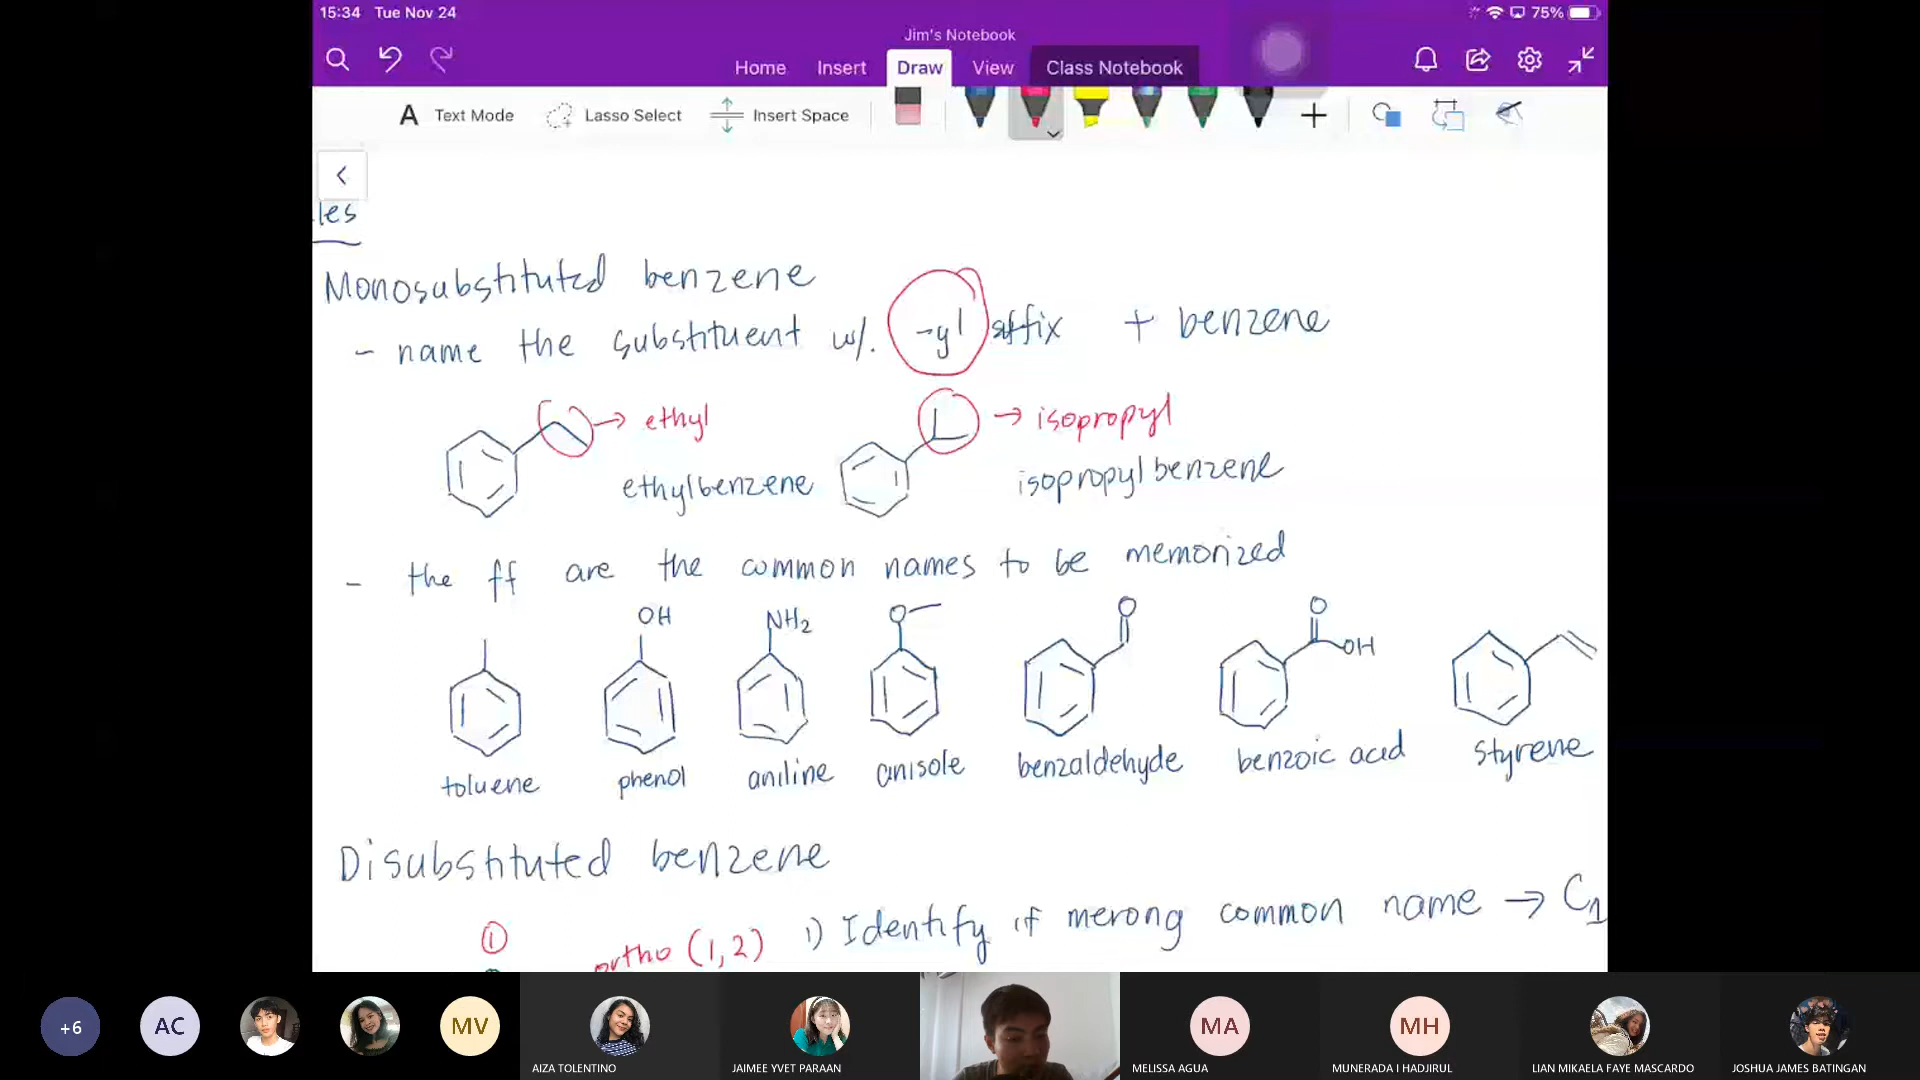 15:34 Tue Nov 24
75%
Jim's Notebook
Home Insert Draw View Class Notebook
A Text Mode Lasso Select Insert Space
les
Monosubstituted benzene
- name the substituent w/. -yl suffix + benzene
→ ethyl
→ isopropyl
ethylbenzene
isopropylbenzene
- the ff are the common names to be memorized
OH
NH2
O
O
O
OH
toluene phenol aniline anisole benzaldehyde benzoic acid styrene
Disubstituted benzene
① ortho (1,2) 1) Identify if merong common name → C1
+6 AC MV AIZA TOLENTINO JAIMEE YVET PARAAN MA MELISSA AGUA MH MUNERADA I HADJIRUL LIAN MIKAELA FAYE MASCARDO JOSHUA JAMES BATINGAN